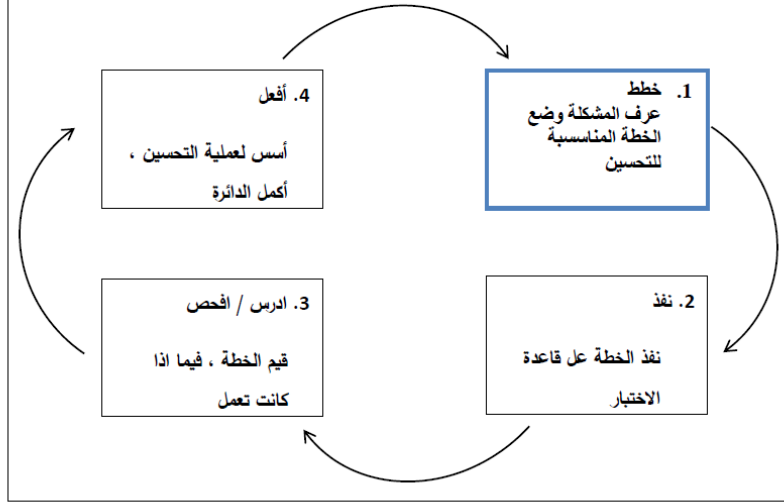 1. خطط
عرف المشكلة وضع
الخطة المناسسبة
للتحسين
2. نفذ
نفذ الخطة عل قاعدة
الاختبار
3. ادرس / افحص
قيم الخطة ، فيما اذا
كانت تعمل
4. أفعل
أسس لعملية التحسين ،
أكمل الدائرة